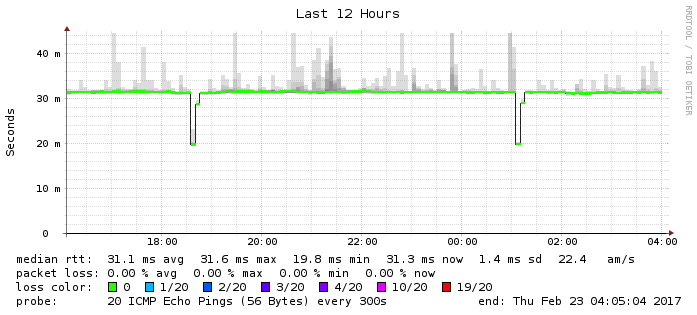 Last 12 Hours
RRDTOOL / TOBI OETIKER
Seconds
40 m
30 m
20 m
10 m
0
18:00 20:00 22:00 00:00 02:00 04:00
median rtt: 31.1 ms avg 31.6 ms max 19.8 ms min 31.3 ms now 1.4 ms sd 22.4 am/s
packet loss: 0.00 % avg 0.00 % max 0.00 % min 0.00 % now
loss color: 0 1/20 2/20 3/20 4/20 10/20 19/20
probe: 20 ICMP Echo Pings (56 Bytes) every 300s end: Thu Feb 23 04:05:04 2017